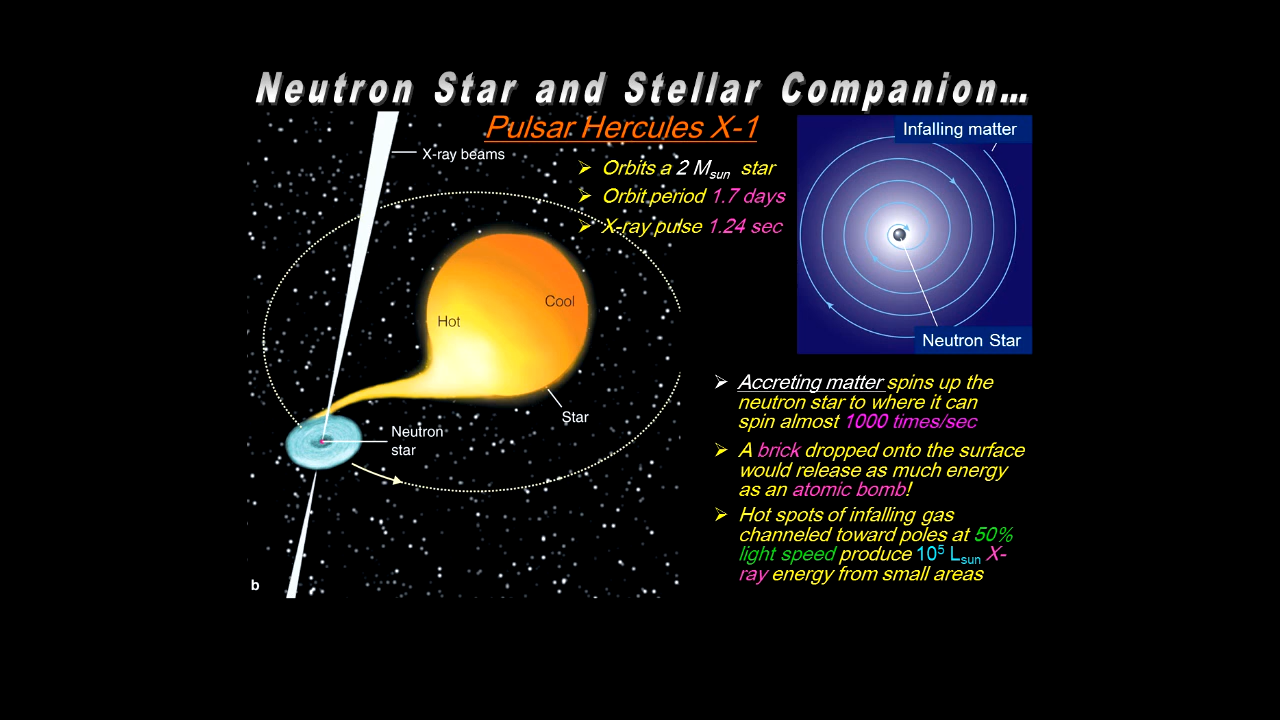 Neutron Star and Stellar Companion...
Pulsar Hercules X-1
X-ray beams
➢ Orbits a 2 Msun star
➢ Orbit period 1.7 days
➢ X-ray pulse 1.24 sec
Infalling matter
Neutron Star
Cool
Hot
Star
Neutron
star
b
➢ Accreting matter spins up the
neutron star to where it can
spin almost 1000 times/sec
➢ A brick dropped onto the surface
would release as much energy
as an atomic bomb!
➢ Hot spots of infalling gas
channeled toward poles at 50%
light speed produce 10⁵ Lsun X-
ray energy from small areas